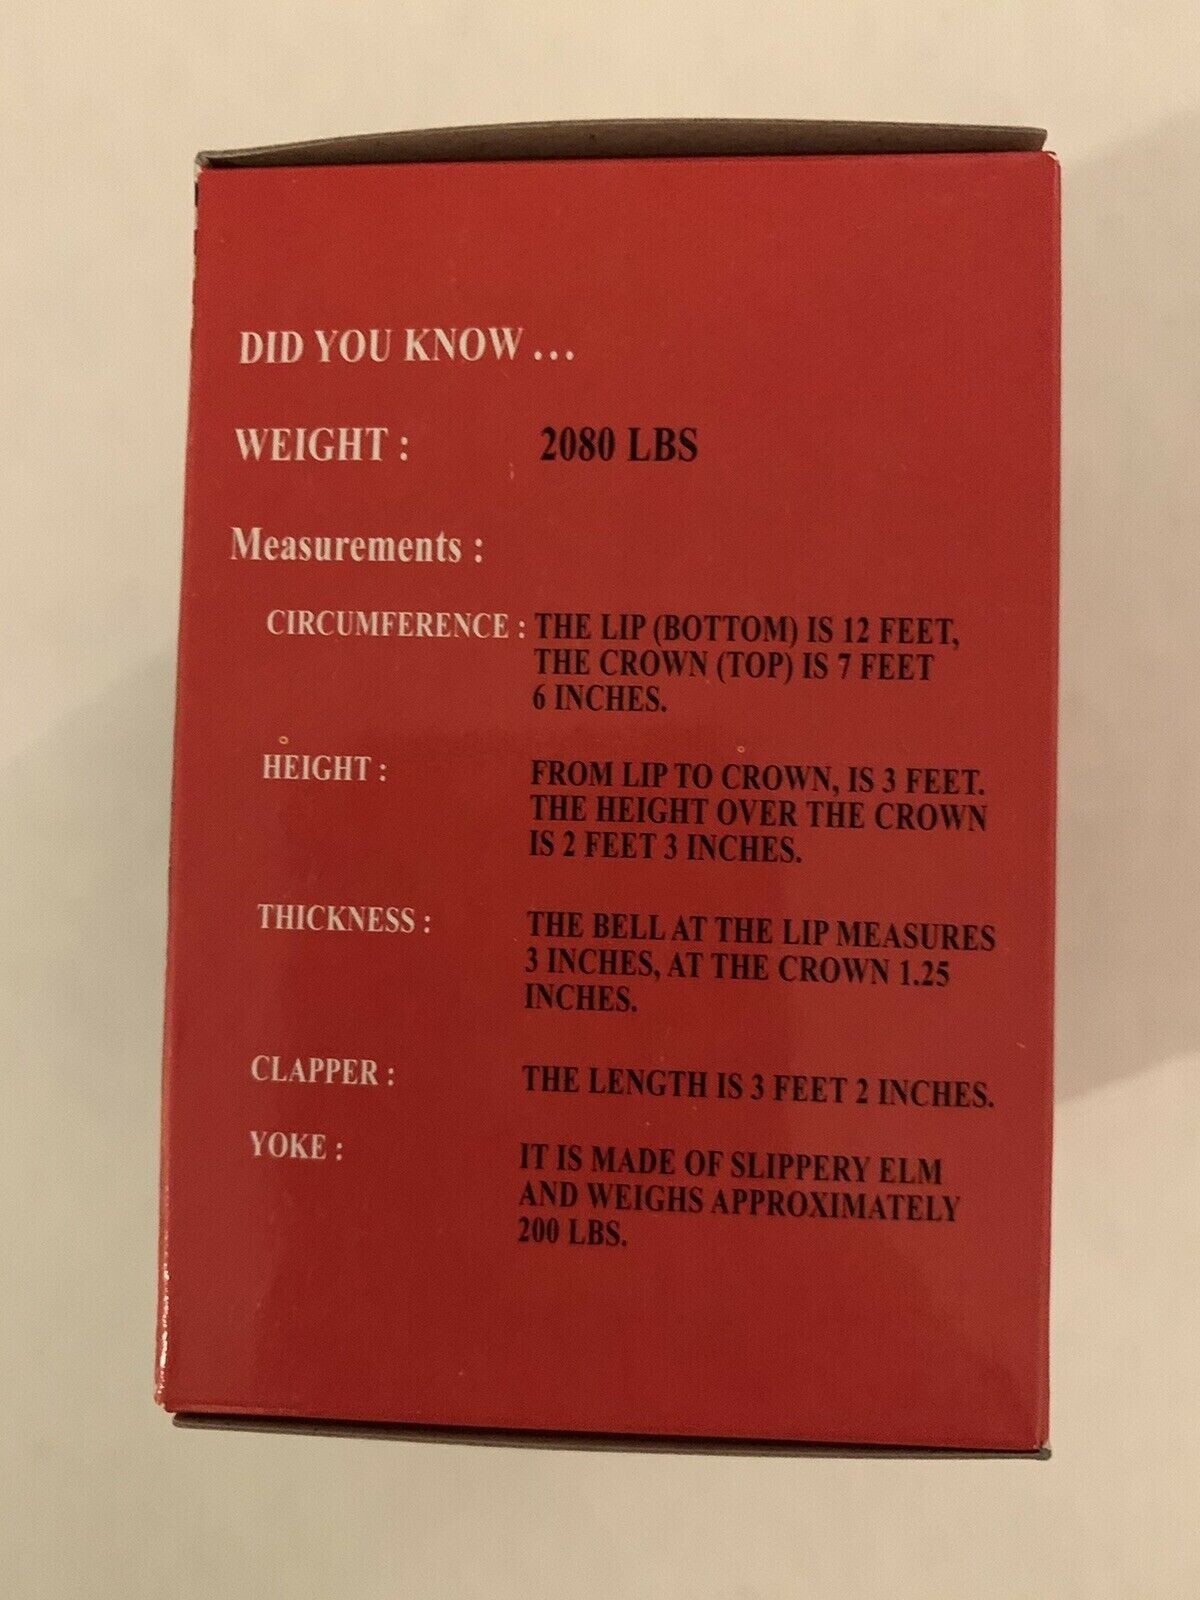 DID YOU KNOW ...
WEIGHT : 2080 LBS
Measurements :
CIRCUMFERENCE : THE LIP (BOTTOM) IS 12 FEET,
THE CROWN (TOP) IS 7 FEET
6 INCHES.
HEIGHT : FROM LIP TO CROWN, IS 3 FEET.
THE HEIGHT OVER THE CROWN
IS 2 FEET 3 INCHES.
THICKNESS : THE BELL AT THE LIP MEASURES
3 INCHES, AT THE CROWN 1.25
INCHES.
CLAPPER : THE LENGTH IS 3 FEET 2 INCHES.
YOKE : IT IS MADE OF SLIPPERY ELM
AND WEIGHS APPROXIMATELY
200 LBS.